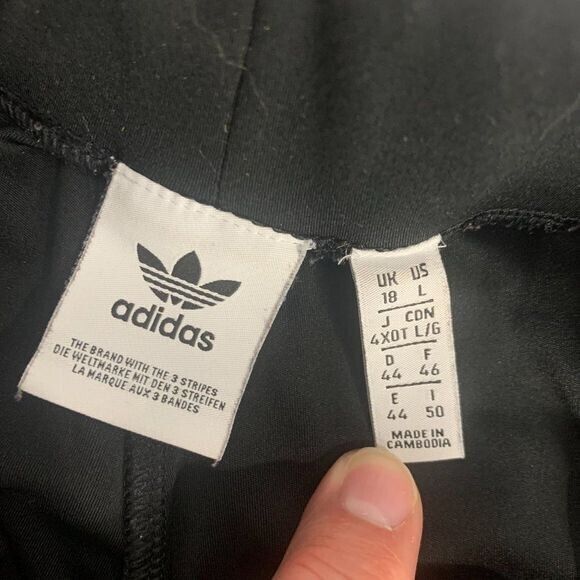 adidas
THE BRAND WITH THE 3 STRIPES
DIE WELTMARKE MIT DEN 3 STREIFEN
LA MARQUE AUX 3 BANDES
UK US
18 L
J CDN
4XOT L/G
D F
44 46
E I
44 50
MADE IN
CAMBODIA